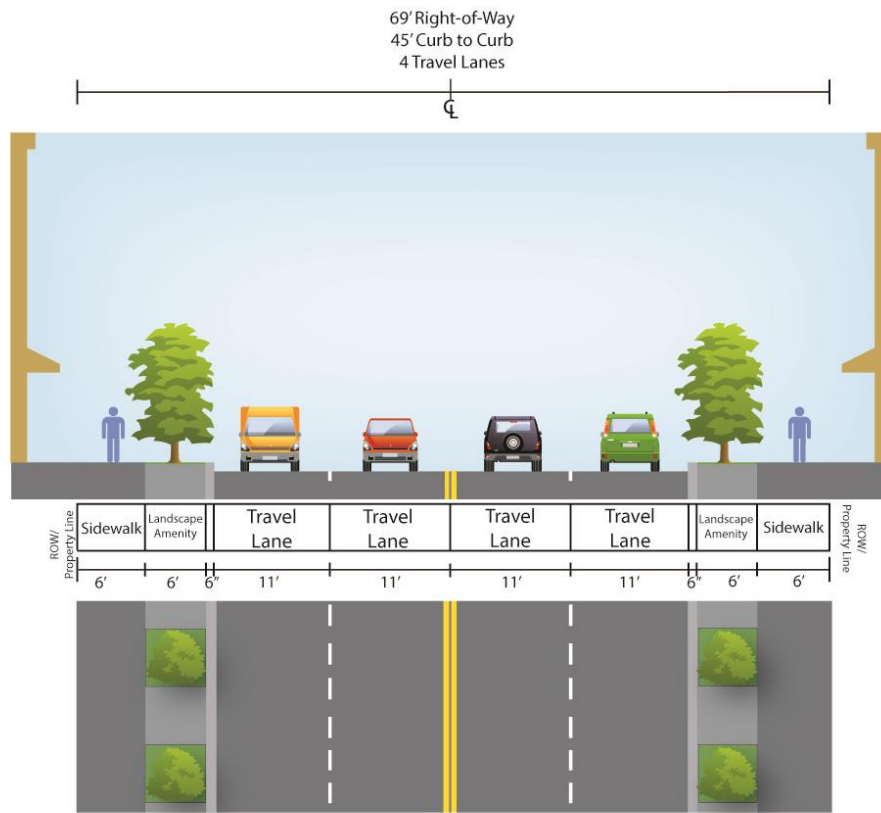 69' Right-of-Way
45' Curb to Curb
4 Travel Lanes
℄
ROW/
Property Line
Sidewalk
Landscape
Amenity
Travel
Lane
Travel
Lane
Travel
Lane
Travel
Lane
Landscape
Amenity
Sidewalk
ROW/
Property Line
6' 6' 6" 11' 11' 11' 11' 6" 6' 6'